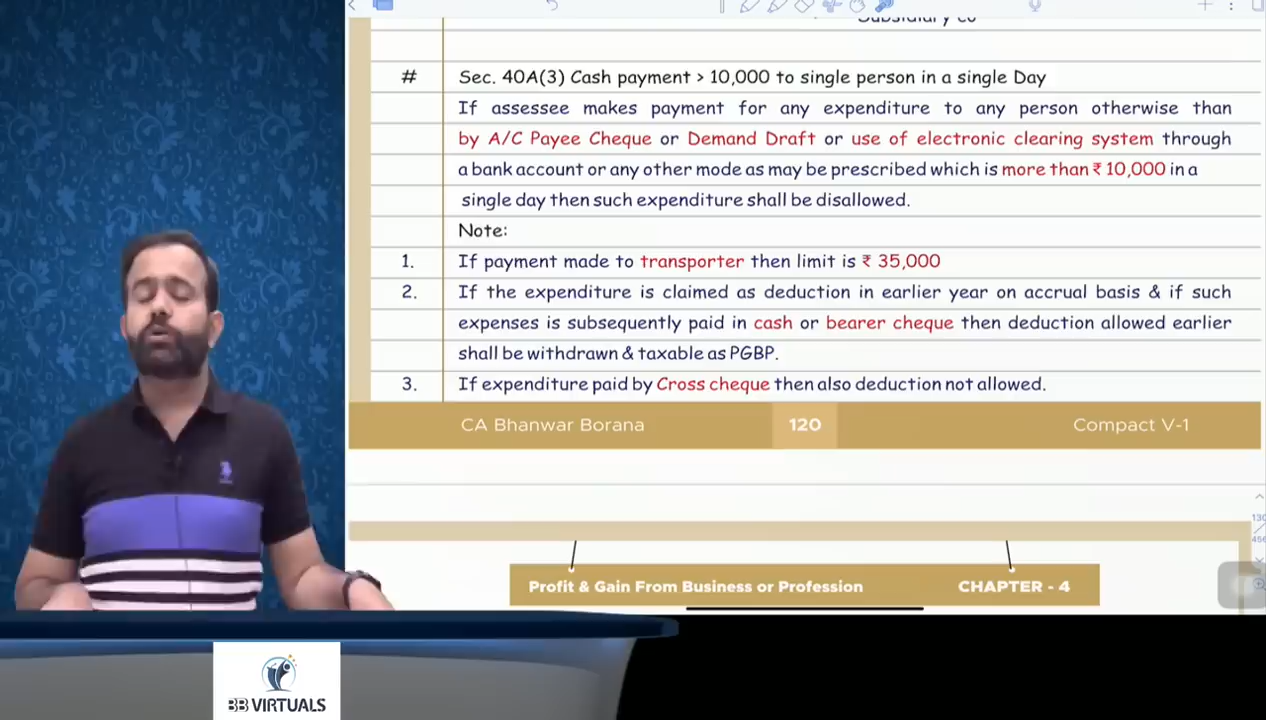 Subsidiary co
# Sec. 40A(3) Cash payment > 10,000 to single person in a single Day
If assessee makes payment for any expenditure to any person otherwise than
by A/C Payee Cheque or Demand Draft or use of electronic clearing system through
a bank account or any other mode as may be prescribed which is more than ₹ 10,000 in a
single day then such expenditure shall be disallowed.
Note:
1. If payment made to transporter then limit is ₹ 35,000
2. If the expenditure is claimed as deduction in earlier year on accrual basis & if such
expenses is subsequently paid in cash or bearer cheque then deduction allowed earlier
shall be withdrawn & taxable as PGBP.
3. If expenditure paid by Cross cheque then also deduction not allowed.
CA Bhanwar Borana 120 Compact V-1
130
456
Profit & Gain From Business or Profession CHAPTER - 4
BB VIRTUALS